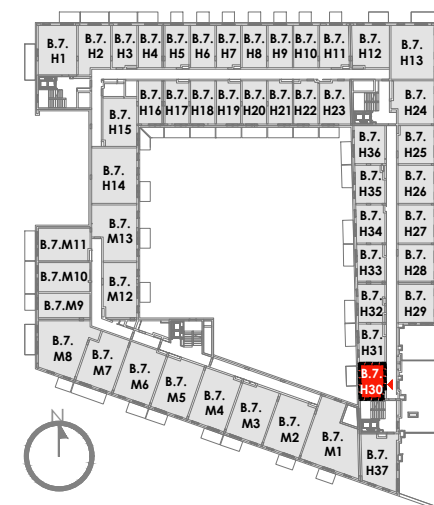 B.7.
H1
B.7.
H2
B.7.
H3
B.7.
H4
B.7.
H5
B.7.
H6
B.7.
H7
B.7.
H8
B.7.
H9
B.7.
H10
B.7.
H11
B.7.
H12
B.7.
H13
B.7.
H15
B.7.
H16
B.7.
H17
B.7.
H18
B.7.
H19
B.7.
H20
B.7.
H21
B.7.
H22
B.7.
H23
B.7.
H24
B.7.
H14
B.7.
H36
B.7.
H25
B.7.
H35
B.7.
H26
B.7.
M13
B.7.
H34
B.7.
H27
B.7.M11
B.7.
H33
B.7.
H28
B.7.M10
B.7.
M12
B.7.
H32
B.7.
H29
B.7.M9
B.7.
M8
B.7.
M7
B.7.
M6
B.7.
M5
B.7.
M4
B.7.
M3
B.7.
M2
B.7.
M1
B.7.
H31
B.7.
H30
B.7.
H37
N